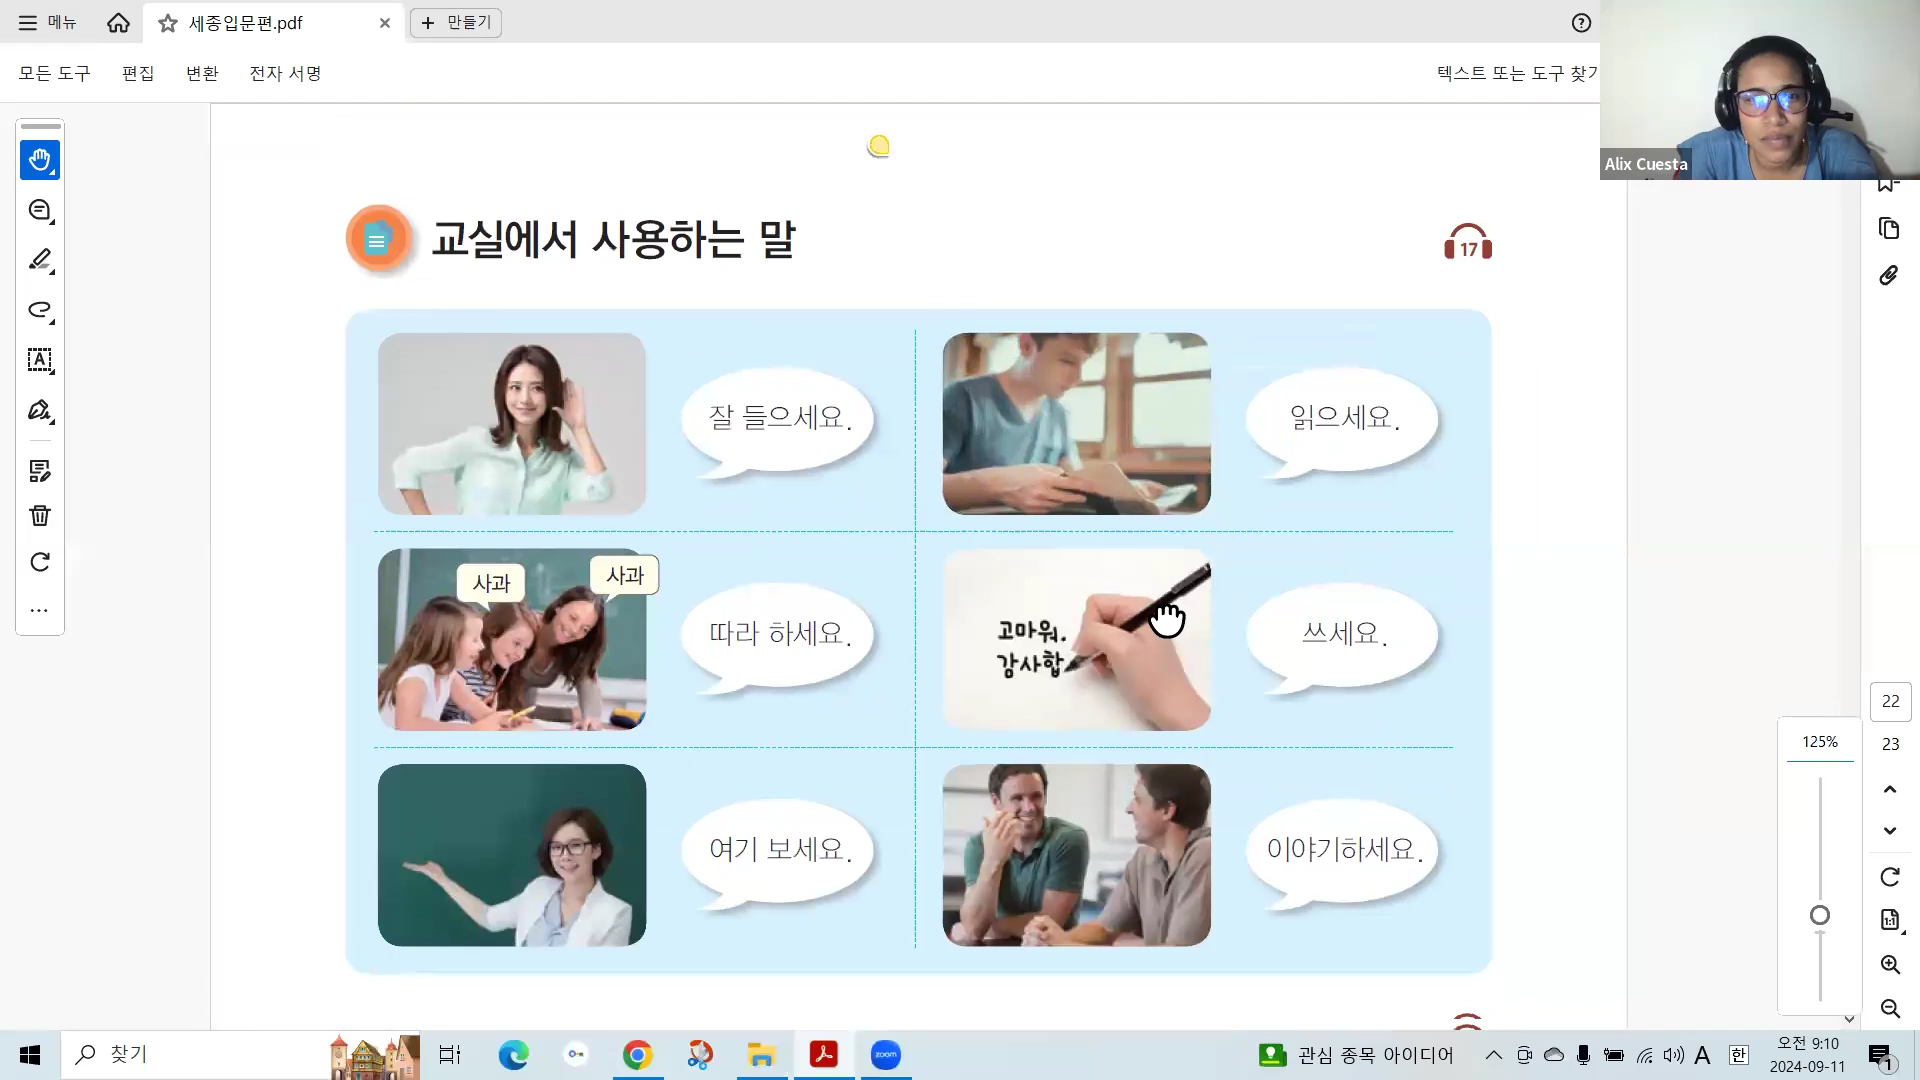 메뉴
세종입문편.pdf
만들기
모든 도구
편집
변환
전자 서명
텍스트 또는 도구 찾기
Alix Cuesta
교실에서 사용하는 말
17
잘 들으세요.
읽으세요.
사과
사과
따라 하세요.
고마워.
감사합
쓰세요.
여기 보세요.
이야기하세요.
22
125%
23
1:1
찾기
zoom
관심 종목 아이디어
A
한
오전 9:10
2024-09-11
1